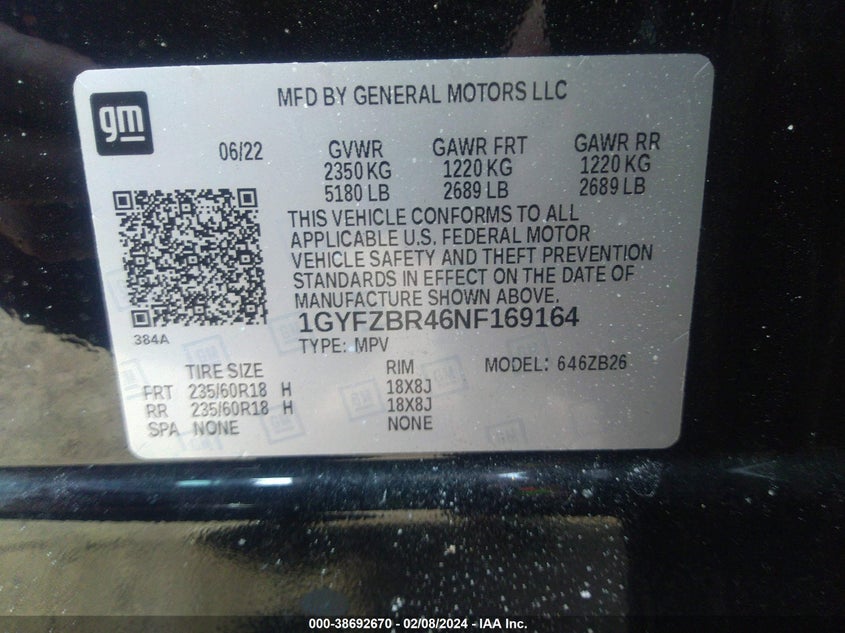 gm
MFD BY GENERAL MOTORS LLC
06/22 GVWR GAWR FRT GAWR RR
2350 KG 1220 KG 1220 KG
5180 LB 2689 LB 2689 LB
THIS VEHICLE CONFORMS TO ALL
APPLICABLE U.S. FEDERAL MOTOR
VEHICLE SAFETY AND THEFT PREVENTION
STANDARDS IN EFFECT ON THE DATE OF
MANUFACTURE SHOWN ABOVE.
384A
1GYFZBR46NF169164
TYPE: MPV
TIRE SIZE RIM MODEL: 646ZB26
FRT 235/60R18 H 18X8J
RR 235/60R18 H 18X8J
SPA NONE NONE
000-38692670 - 02/08/2024 - IAA Inc.